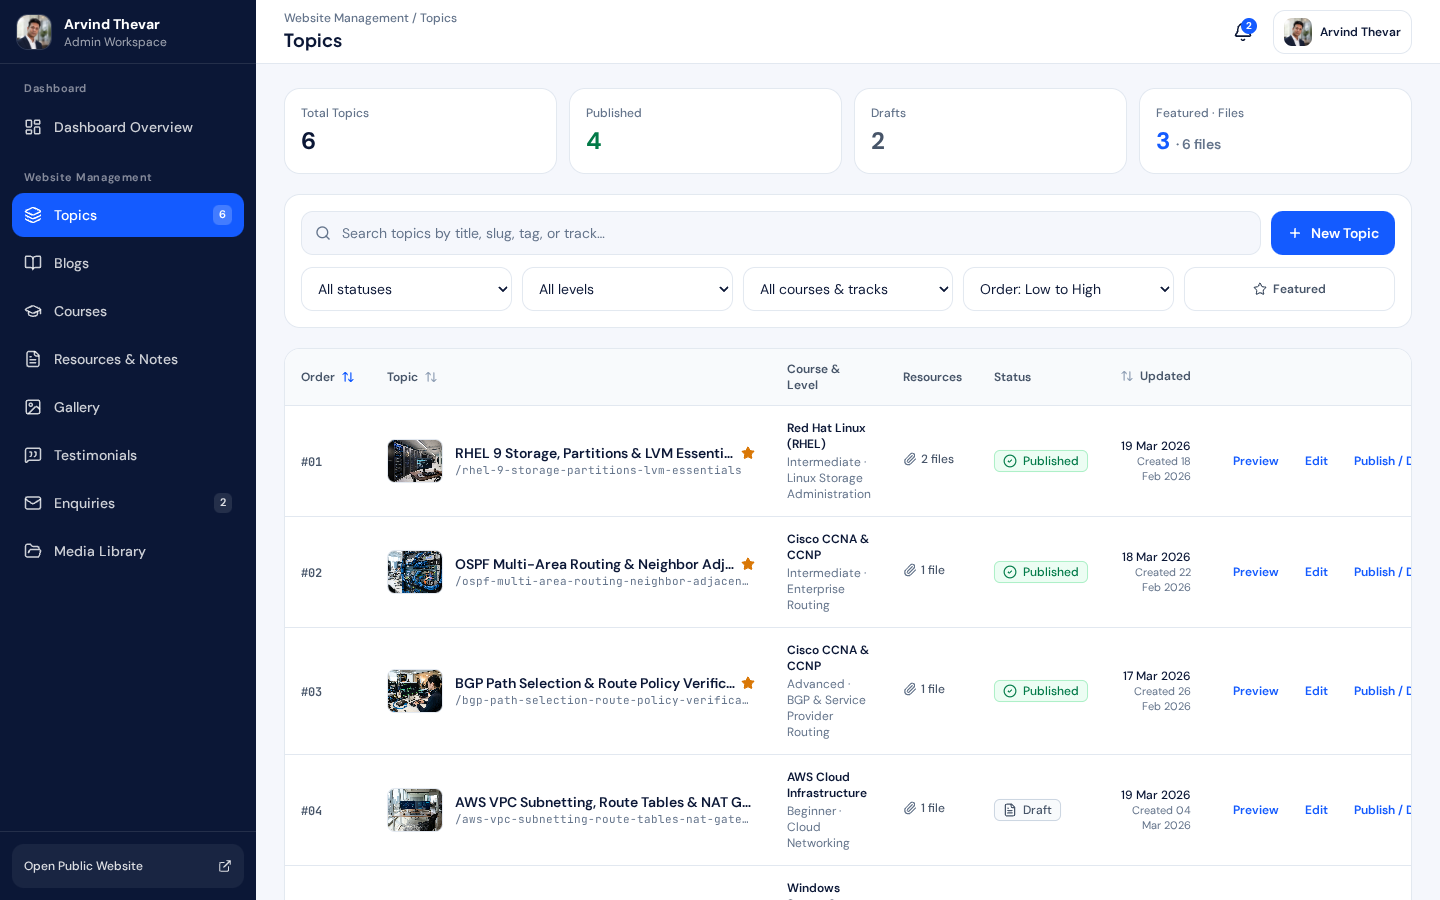 Arvind Thevar
Admin Workspace
Dashboard
Dashboard Overview
Website Management
Topics 6
Blogs
Courses
Resources & Notes
Gallery
Testimonials
Enquiries 2
Media Library
Open Public Website
Website Management / Topics
Topics
2
Arvind Thevar
Total Topics
6
Published
4
Drafts
2
Featured · Files
3 · 6 files
Search topics by title, slug, tag, or track...
New Topic
All statuses
All levels
All courses & tracks
Order: Low to High
Featured
Order
Topic
Course &
Level
Resources
Status
Updated
#01
RHEL 9 Storage, Partitions & LVM Essenti...
/rhel-9-storage-partitions-lvm-essentials
Red Hat Linux
(RHEL)
Intermediate ·
Linux Storage
Administration
2 files
Published
19 Mar 2026
Created 18
Feb 2026
Preview
Edit
Publish / D
#02
OSPF Multi-Area Routing & Neighbor Adj...
/ospf-multi-area-routing-neighbor-adjacen...
Cisco CCNA &
CCNP
Intermediate ·
Enterprise
Routing
1 file
Published
18 Mar 2026
Created 22
Feb 2026
Preview
Edit
Publish / D
#03
BGP Path Selection & Route Policy Verific...
/bgp-path-selection-route-policy-verifica...
Cisco CCNA &
CCNP
Advanced ·
BGP & Service
Provider
Routing
1 file
Published
17 Mar 2026
Created 26
Feb 2026
Preview
Edit
Publish / D
#04
AWS VPC Subnetting, Route Tables & NAT G...
/aws-vpc-subnetting-route-tables-nat-gate...
AWS Cloud
Infrastructure
Beginner ·
Cloud
Networking
1 file
Draft
19 Mar 2026
Created 04
Mar 2026
Preview
Edit
Publish / D
Windows